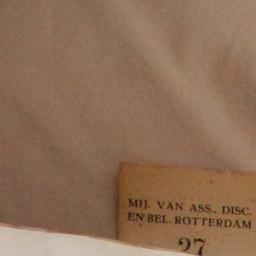 MIJ. VAN ASS., DISC.
EN BEL. ROTTERDAM
27